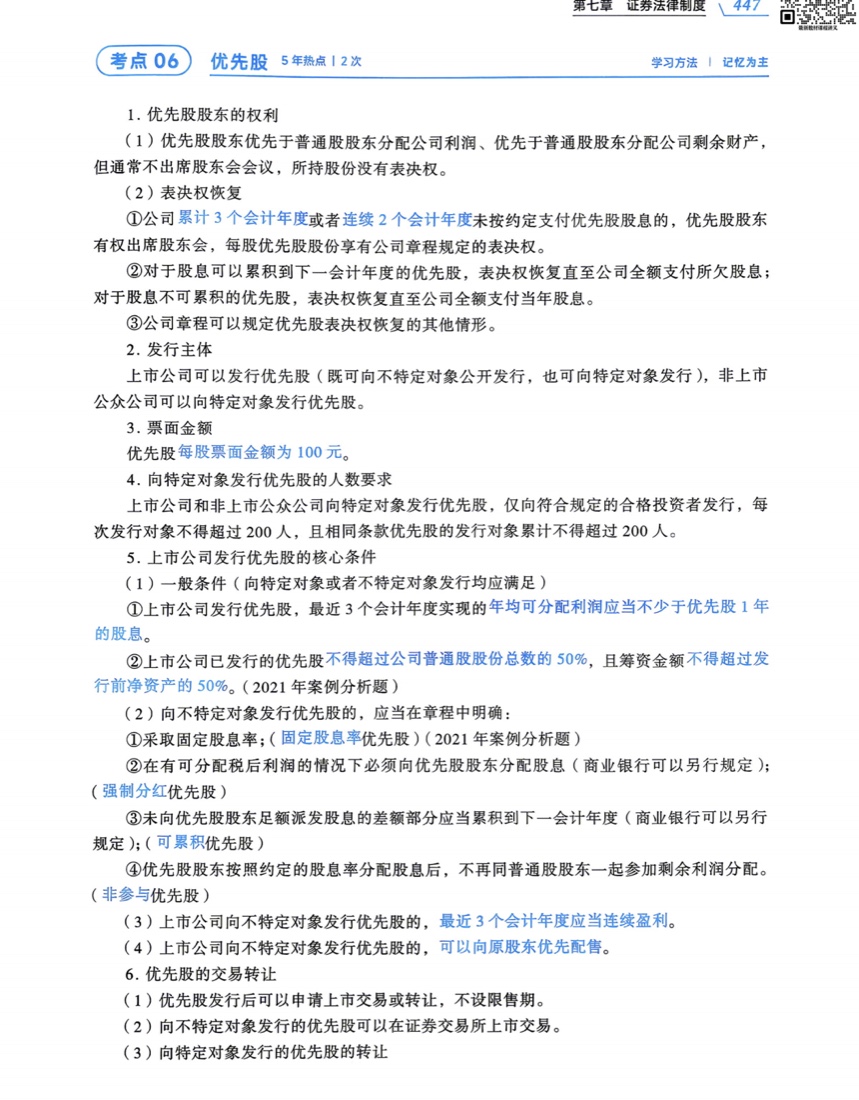 第七章 证券法律制度 447
考点 06 优先股 5年热点 | 2次 学习方法 | 记忆为主
1. 优先股股东的权利
（1）优先股股东优先于普通股股东分配公司利润、优先于普通股股东分配公司剩余财产，
但通常不出席股东会会议，所持股份没有表决权。
（2）表决权恢复
①公司累计3个会计年度或者连续2个会计年度未按约定支付优先股股息的，优先股股东
有权出席股东会，每股优先股股份享有公司章程规定的表决权。
②对于股息可以累积到下一会计年度的优先股，表决权恢复直至公司全额支付所欠股息；
对于股息不可累积的优先股，表决权恢复直至公司全额支付当年股息。
③公司章程可以规定优先股表决权恢复的其他情形。
2. 发行主体
上市公司可以发行优先股（既可向不特定对象公开发行，也可向特定对象发行），非上市
公众公司可以向特定对象发行优先股。
3. 票面金额
优先股每股票面金额为100元。
4. 向特定对象发行优先股的人数要求
上市公司和非上市公众公司向特定对象发行优先股，仅向符合规定的合格投资者发行，每
次发行对象不得超过200人，且相同条款优先股的发行对象累计不得超过200人。
5. 上市公司发行优先股的核心条件
（1）一般条件（向特定对象或者不特定对象发行均应满足）
①上市公司发行优先股，最近3个会计年度实现的年均可分配利润应当不少于优先股1年
的股息。
②上市公司已发行的优先股不得超过公司普通股股份总数的50%，且筹资金额不得超过发
行前净资产的50%。（2021年案例分析题）
（2）向不特定对象发行优先股的，应当在章程中明确：
①采取固定股息率；（固定股息率优先股）（2021年案例分析题）
②在有可分配税后利润的情况下必须向优先股股东分配股息（商业银行可以另行规定）；
（强制分红优先股）
③未向优先股股东足额派发股息的差额部分应当累积到下一会计年度（商业银行可以另行
规定）；（可累积优先股）
④优先股股东按照约定的股息率分配股息后，不再同普通股股东一起参加剩余利润分配。
（非参与优先股）
（3）上市公司向不特定对象发行优先股的，最近3个会计年度应当连续盈利。
（4）上市公司向不特定对象发行优先股的，可以向原股东优先配售。
6. 优先股的交易转让
（1）优先股发行后可以申请上市交易或转让，不设限售期。
（2）向不特定对象发行的优先股可以在证券交易所上市交易。
（3）向特定对象发行的优先股的转让